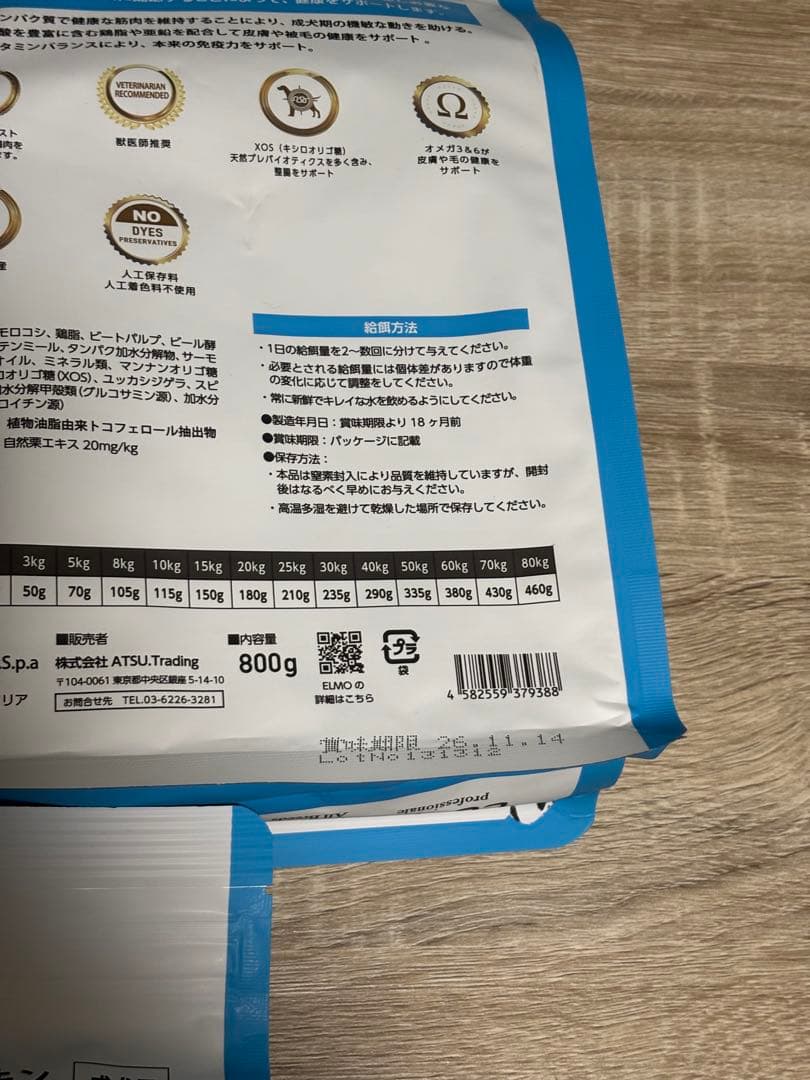 健康をサポートします。
ンパク質で健康な筋肉を維持することにより、成犬期の機敏な動きを助ける。
酸を豊富に含む鶏脂や亜鉛を配合して皮膚や被毛の健康をサポート。
タミンバランスにより、本来の免疫力をサポート。
VETERINARIAN
RECOMMENDED
獣医師推奨
XOS（キシロオリゴ糖）
天然プレバイオティクスを多く含み、
整腸をサポート
Ω
オメガ3&6が
皮膚や毛の健康を
サポート
スト
肉を
す。
NO
DYES
PRESERVATIVES
人工保存料
人工着色料不使用
産
モロコシ、鶏脂、ビートパルプ、ビール酵
テンミール、タンパク加水分解物、サーモ
オイル、ミネラル類、マンナンオリゴ糖
ロオリゴ糖(XOS)、ユッカシジゲラ、スピ
加水分解甲殻類(グルコサミン源)、加水分
コイチン源)
植物油脂由来トコフェロール抽出物
自然栗エキス 20mg/kg
給餌方法
・1日の給餌量を2〜数回に分けて与えてください。
・必要とされる給餌量には個体差がありますので体重
の変化に応じて調整をしてください。
・常に新鮮でキレイな水を飲めるようにしてください。
●製造年月日：賞味期限より 18 ヶ月前
●賞味期限：パッケージに記載
●保存方法：
・本品は窒素封入により品質を維持していますが、開封
後はなるべく早めにお与えください。
・高温多湿を避けて乾燥した場所で保存してください。
3kg 5kg 8kg 10kg 15kg 20kg 25kg 30kg 40kg 50kg 60kg 70kg 80kg
50g 70g 105g 115g 150g 180g 210g 235g 290g 335g 380g 430g 460g
.S.p.a
リア
■販売者
株式会社 ATSU.Trading
〒104-0061 東京都中央区銀座 5-14-10
お問合せ先 TEL.03-6226-3281
■内容量
800g
ELMO の
詳細はこちら
プラ
袋
4 582559 379388
賞味期限 26.11.14
LotNo131312
Professionale
All Breeds